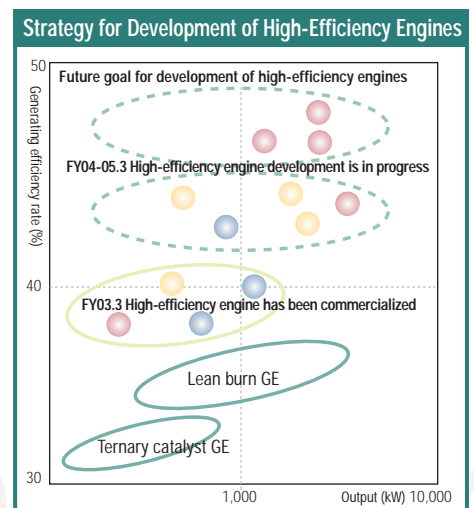 Strategy for Development of High-Efficiency Engines
50
Generating efficiency rate (%)
Future goal for development of high-efficiency engines
FY04-05.3 High-efficiency engine development is in progress
40
FY03.3 High-efficiency engine has been commercialized
Lean burn GE
Ternary catalyst GE
30
1,000
Output (kW) 10,000